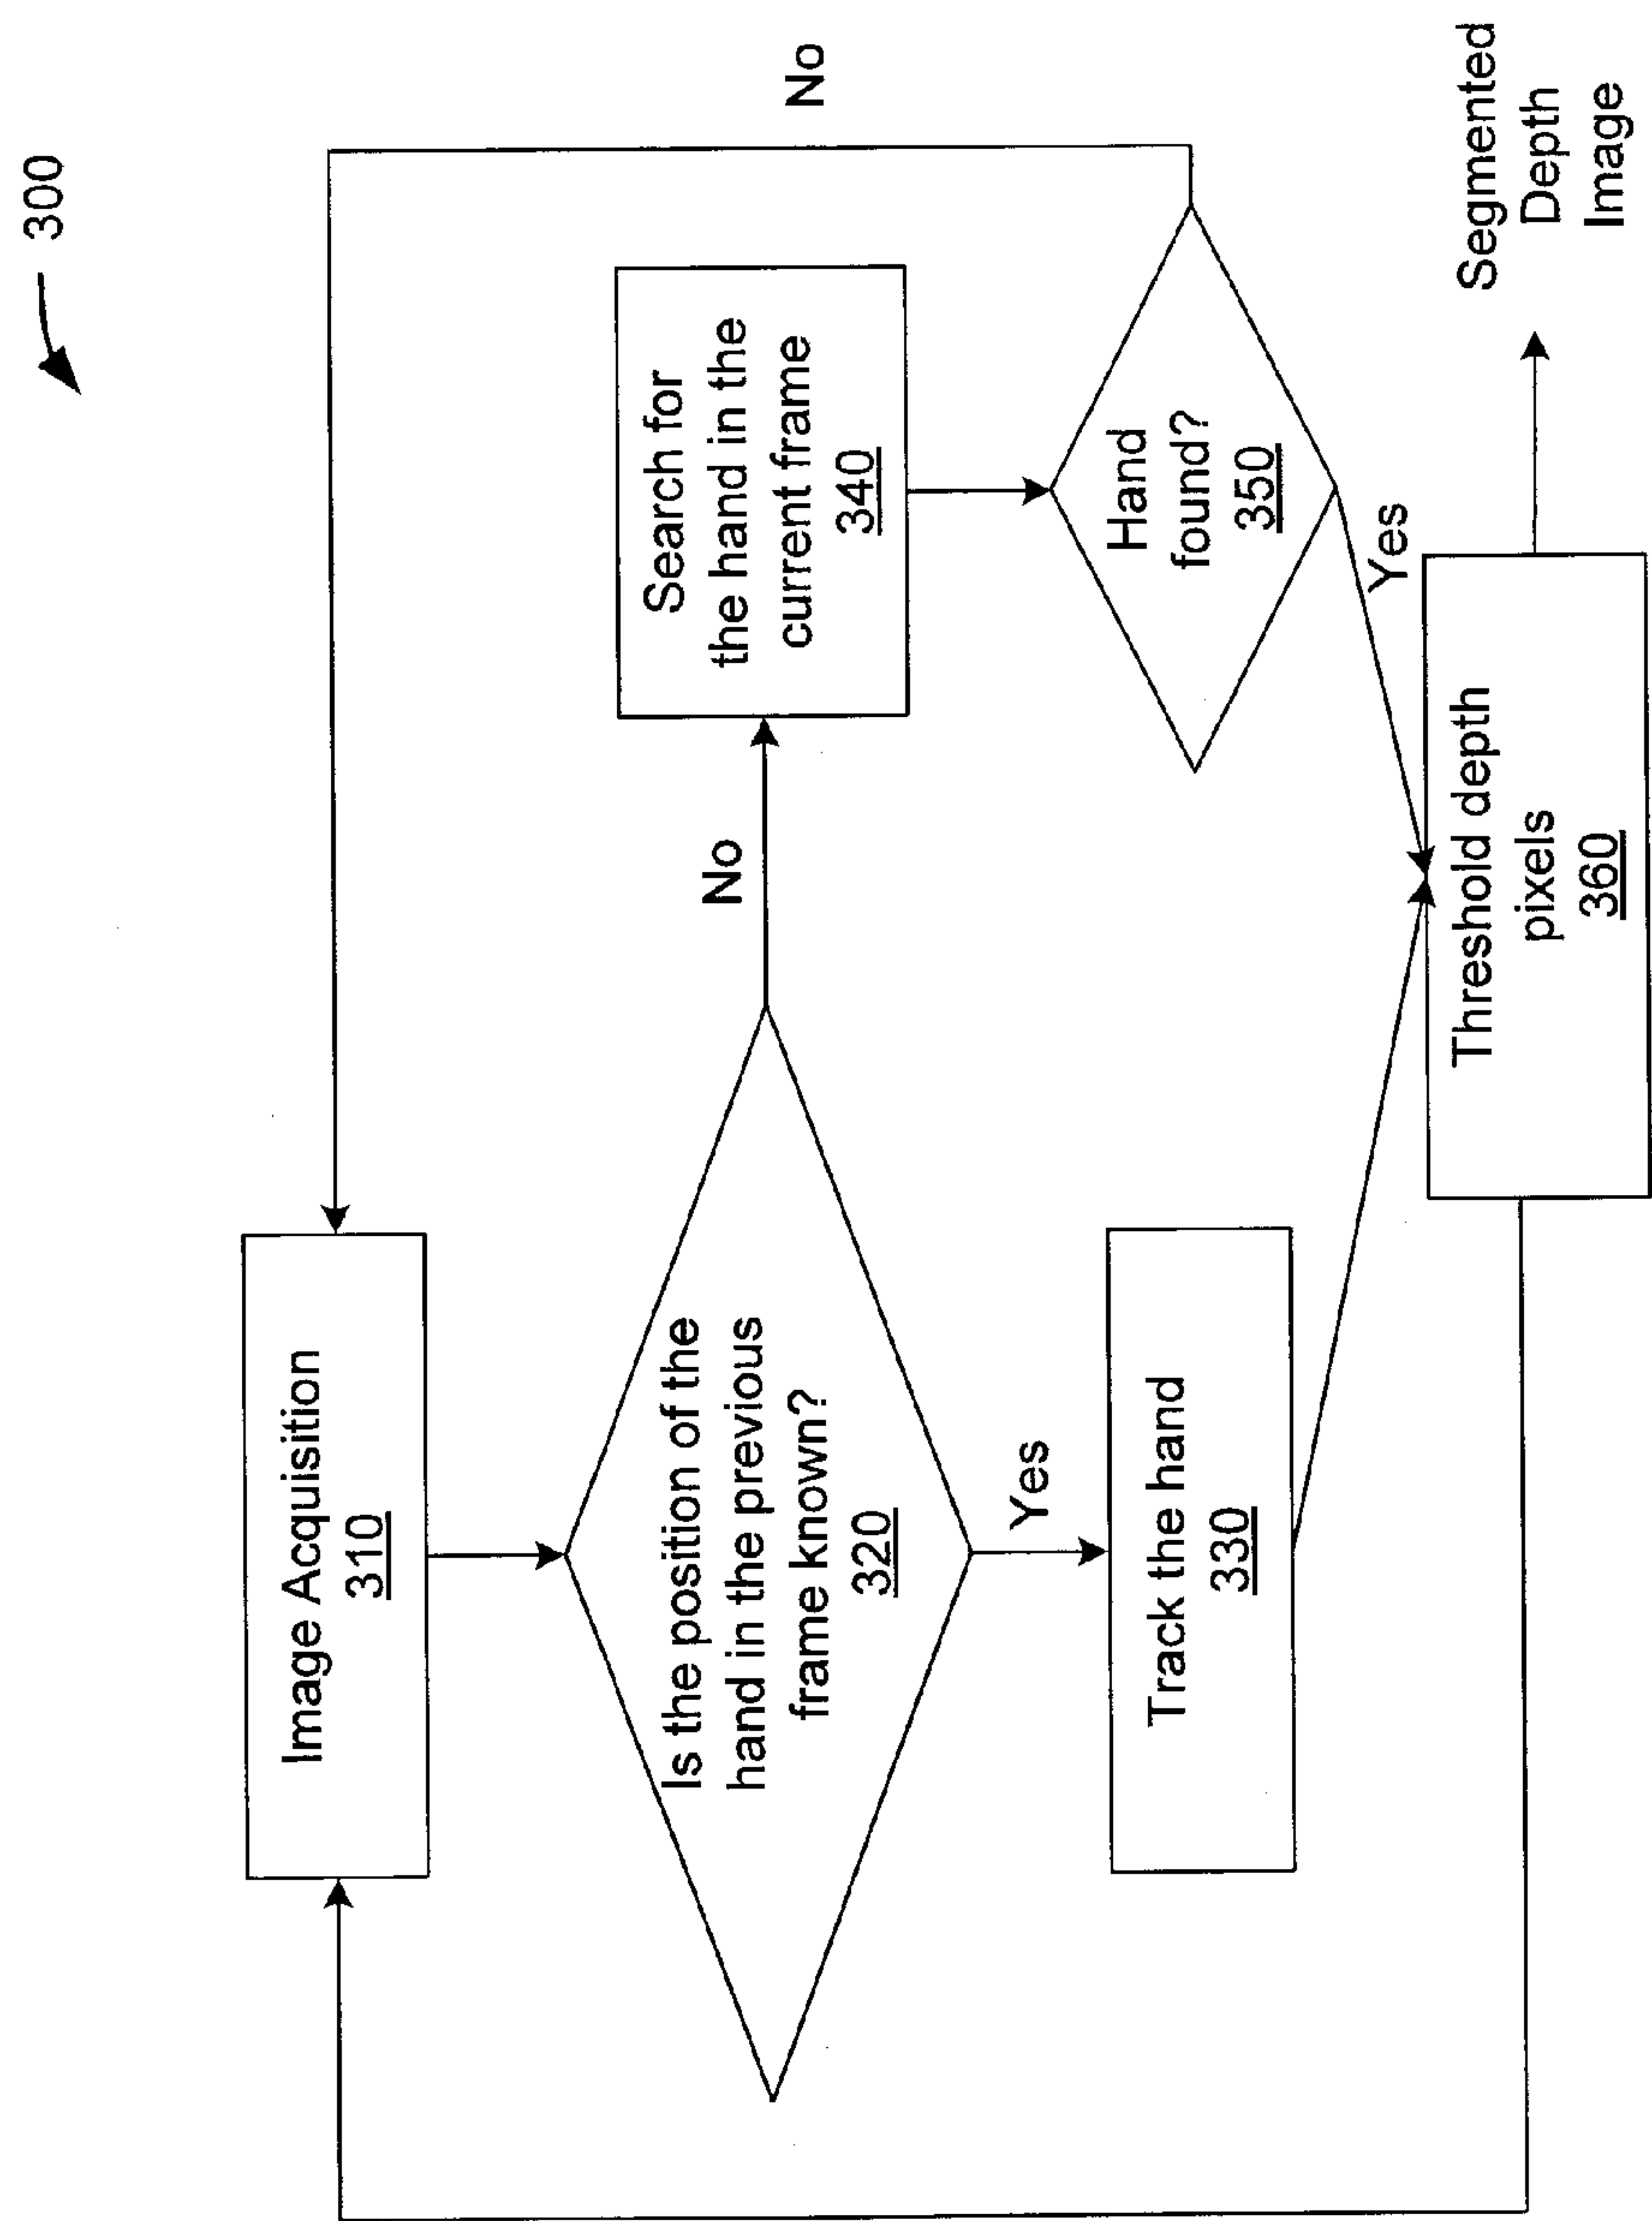 300
Image Acquisition
310
Is the position of the
hand in the previous
frame known?
320
No
Search for
the hand in the
current frame
340
No
Yes
Track the hand
330
Hand
found?
350
Yes
Threshold depth
pixels
360
Segmented
Depth
Image